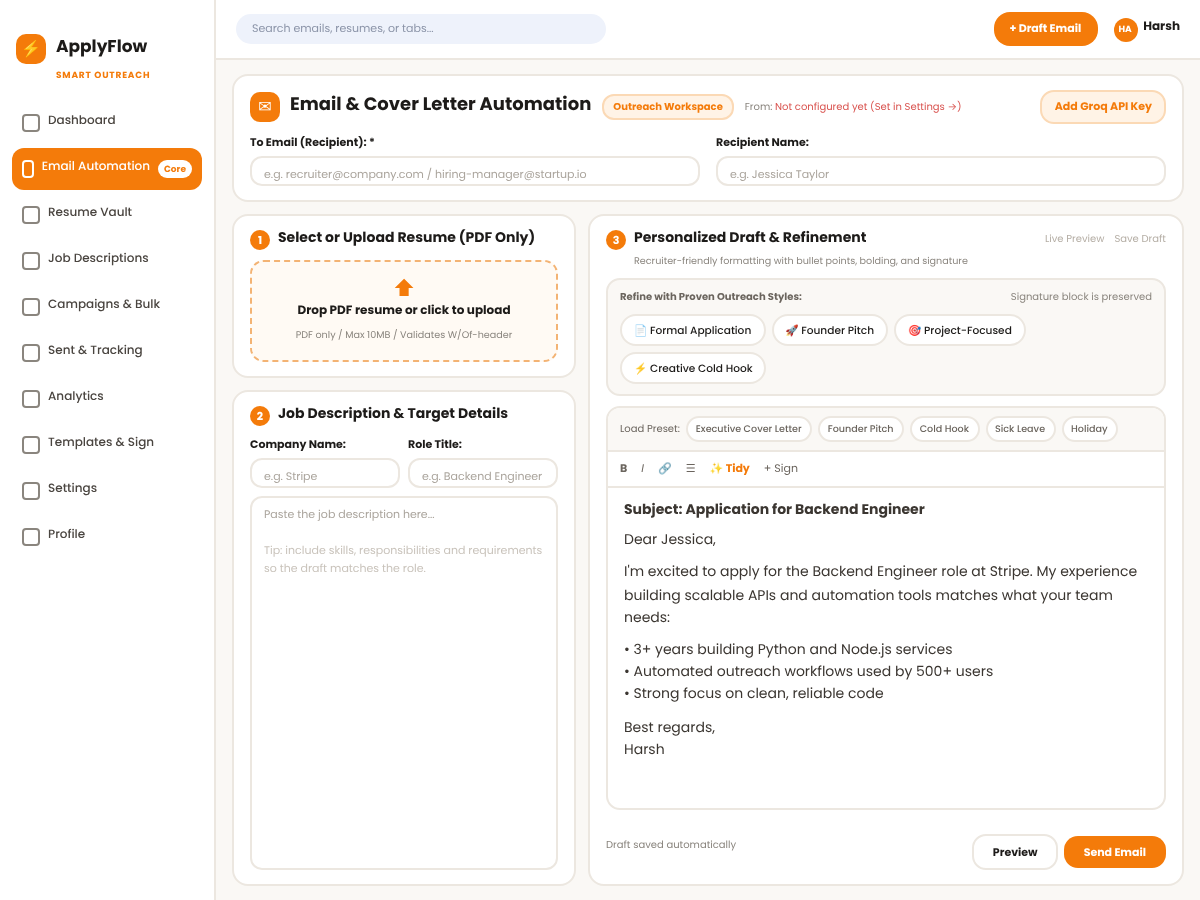 ApplyFlow
SMART OUTREACH
Dashboard
Email Automation Core
Resume Vault
Job Descriptions
Campaigns & Bulk
Sent & Tracking
Analytics
Templates & Sign
Settings
Profile
Search emails, resumes, or tabs...
+ Draft Email
HA Harsh
Email & Cover Letter Automation Outreach Workspace From: Not configured yet (Set in Settings →) Add Groq API Key
To Email (Recipient): * Recipient Name:
e.g. recruiter@company.com / hiring-manager@startup.io e.g. Jessica Taylor
1 Select or Upload Resume (PDF Only)
Drop PDF resume or click to upload
PDF only / Max 10MB / Validates W/Of-header
2 Job Description & Target Details
Company Name: Role Title:
e.g. Stripe e.g. Backend Engineer
Paste the job description here...
Tip: include skills, responsibilities and requirements
so the draft matches the role.
3 Personalized Draft & Refinement Live Preview Save Draft
Recruiter-friendly formatting with bullet points, bolding, and signature
Refine with Proven Outreach Styles: Signature block is preserved
📄 Formal Application 🚀 Founder Pitch 🎯 Project-Focused
⚡ Creative Cold Hook
Load Preset: Executive Cover Letter Founder Pitch Cold Hook Sick Leave Holiday
B I 🔗 ☰ ✨ Tidy + Sign
Subject: Application for Backend Engineer
Dear Jessica,
I'm excited to apply for the Backend Engineer role at Stripe. My experience
building scalable APIs and automation tools matches what your team
needs:
• 3+ years building Python and Node.js services
• Automated outreach workflows used by 500+ users
• Strong focus on clean, reliable code
Best regards,
Harsh
Draft saved automatically Preview Send Email